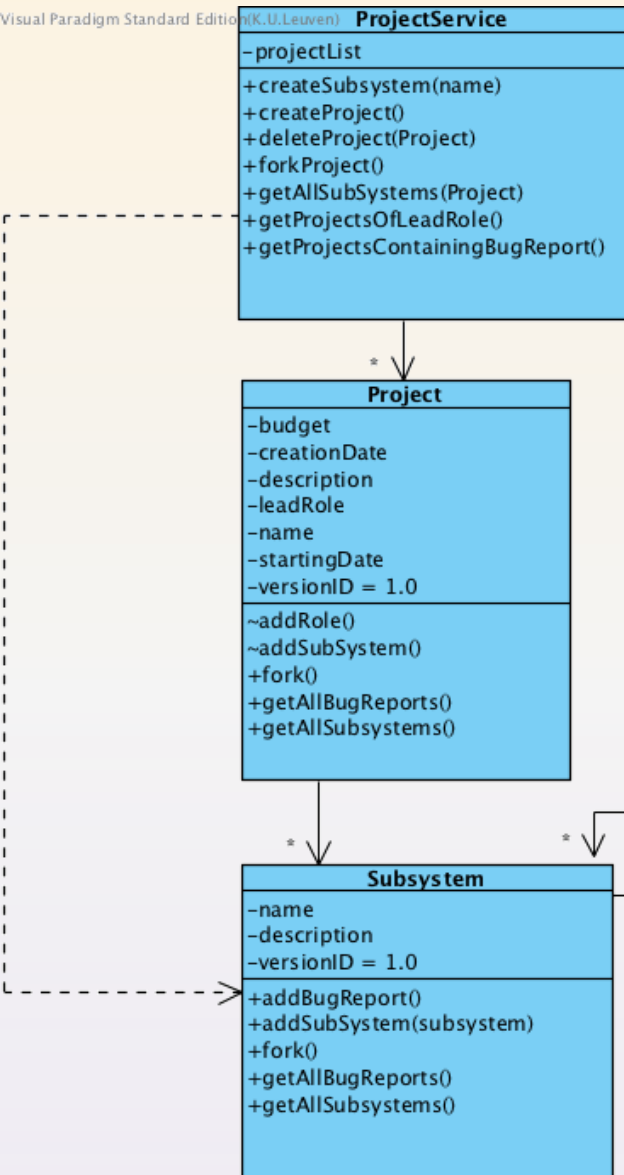 Visual Paradigm Standard Edition(K.U.Leuven)
ProjectService
-projectList
+createSubsystem(name)
+createProject()
+deleteProject(Project)
+forkProject()
+getAllSubSystems(Project)
+getProjectsOfLeadRole()
+getProjectsContainingBugReport()
*
Project
-budget
-creationDate
-description
-leadRole
-name
-startingDate
-versionID = 1.0
~addRole()
~addSubSystem()
+fork()
+getAllBugReports()
+getAllSubsystems()
*
*
Subsystem
-name
-description
-versionID = 1.0
+addBugReport()
+addSubSystem(subsystem)
+fork()
+getAllBugReports()
+getAllSubsystems()